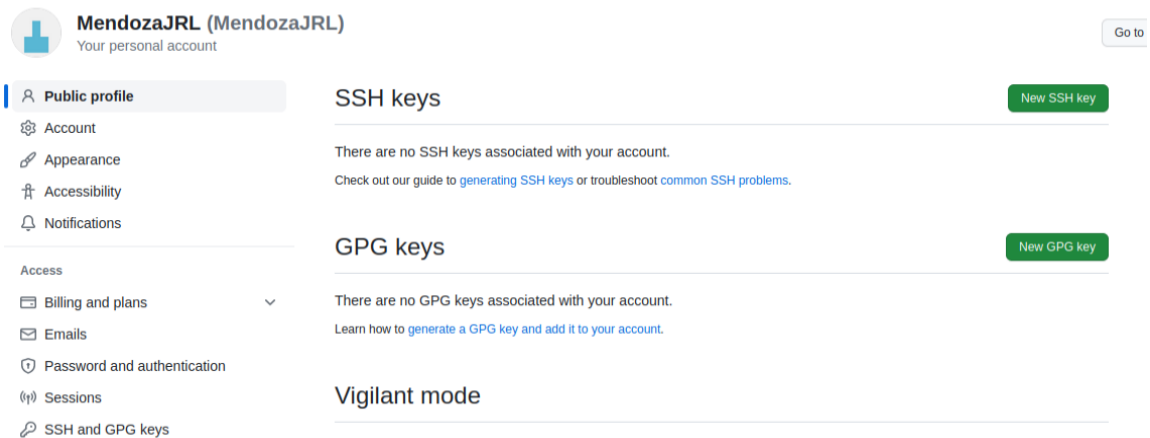 MendozaJRL (MendozaJRL)
Your personal account
Go to
Public profile
Account
Appearance
Accessibility
Notifications
Access
Billing and plans
Emails
Password and authentication
Sessions
SSH and GPG keys
SSH keys
New SSH key
There are no SSH keys associated with your account.
Check out our guide to generating SSH keys or troubleshoot common SSH problems.
GPG keys
New GPG key
There are no GPG keys associated with your account.
Learn how to generate a GPG key and add it to your account.
Vigilant mode